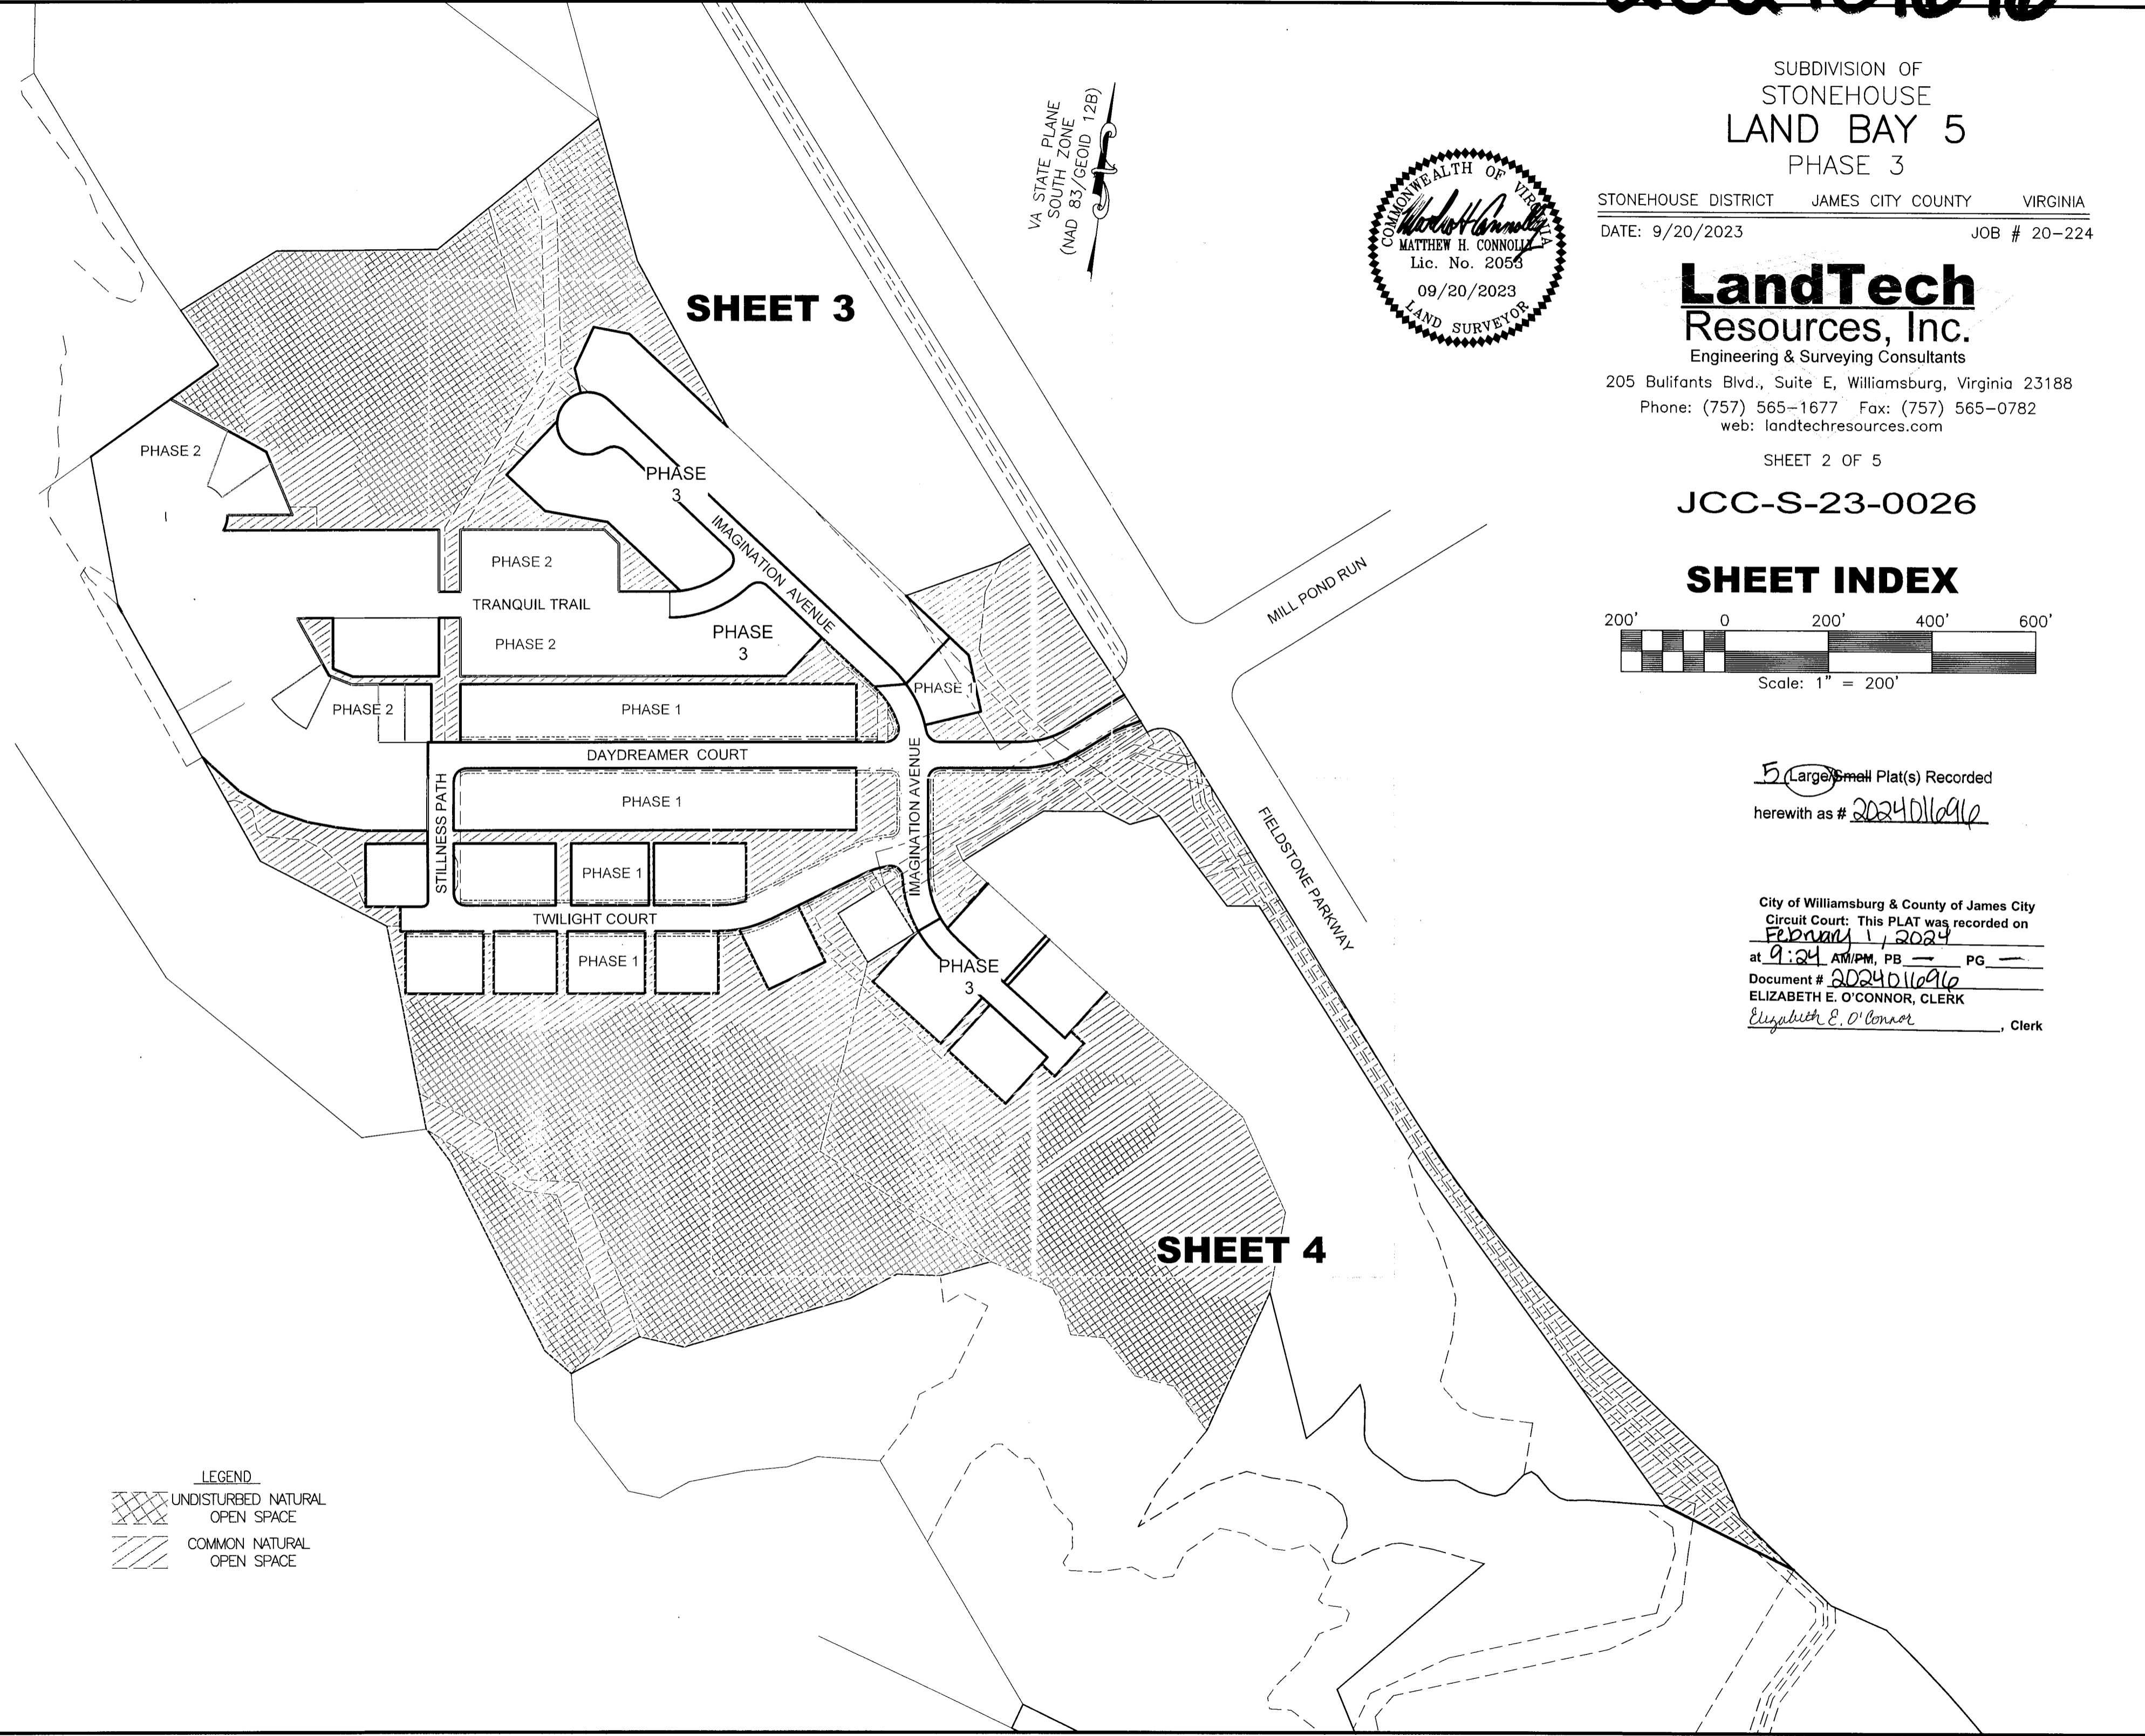 SUBDIVISION OF
STONEHOUSE
LAND BAY 5
PHASE 3
STONEHOUSE DISTRICT JAMES CITY COUNTY VIRGINIA
DATE: 9/20/2023 JOB # 20-224
LandTech
Resources, Inc.
Engineering & Surveying Consultants
205 Bulifants Blvd., Suite E, Williamsburg, Virginia 23188
Phone: (757) 565-1677 Fax: (757) 565-0782
web: landtechresources.com
SHEET 2 OF 5
JCC-S-23-0026
SHEET INDEX
200' 0 200' 400' 600'
Scale: 1" = 200'
5 Large/Small Plat(s) Recorded
herewith as # 202401696
City of Williamsburg & County of James City
Circuit Court: This PLAT was recorded on
February 1, 2024
at 9:24 AM/PM, PB — PG —
Document # 202401696
ELIZABETH E. O'CONNOR, CLERK
Elizabeth E. O'Connor, Clerk
COMMONWEALTH OF VIRGINIA
MATTHEW H. CONNOLLY
Lic. No. 2053
09/20/2023
LAND SURVEYOR
VA STATE PLANE
SOUTH ZONE
(NAD 83/GEOID 12B)
SHEET 3
PHASE 2
PHASE
3
IMAGINATION AVENUE
PHASE 2
TRANQUIL TRAIL
PHASE 2
PHASE
3
MILL POND RUN
PHASE 1
PHASE 2
PHASE 1
DAYDREAMER COURT
PHASE 1
STILLNESS PATH
IMAGINATION AVENUE
FIELDSTONE PARKWAY
PHASE 1
TWILIGHT COURT
PHASE 1
PHASE
3
SHEET 4
LEGEND
UNDISTURBED NATURAL
OPEN SPACE
COMMON NATURAL
OPEN SPACE